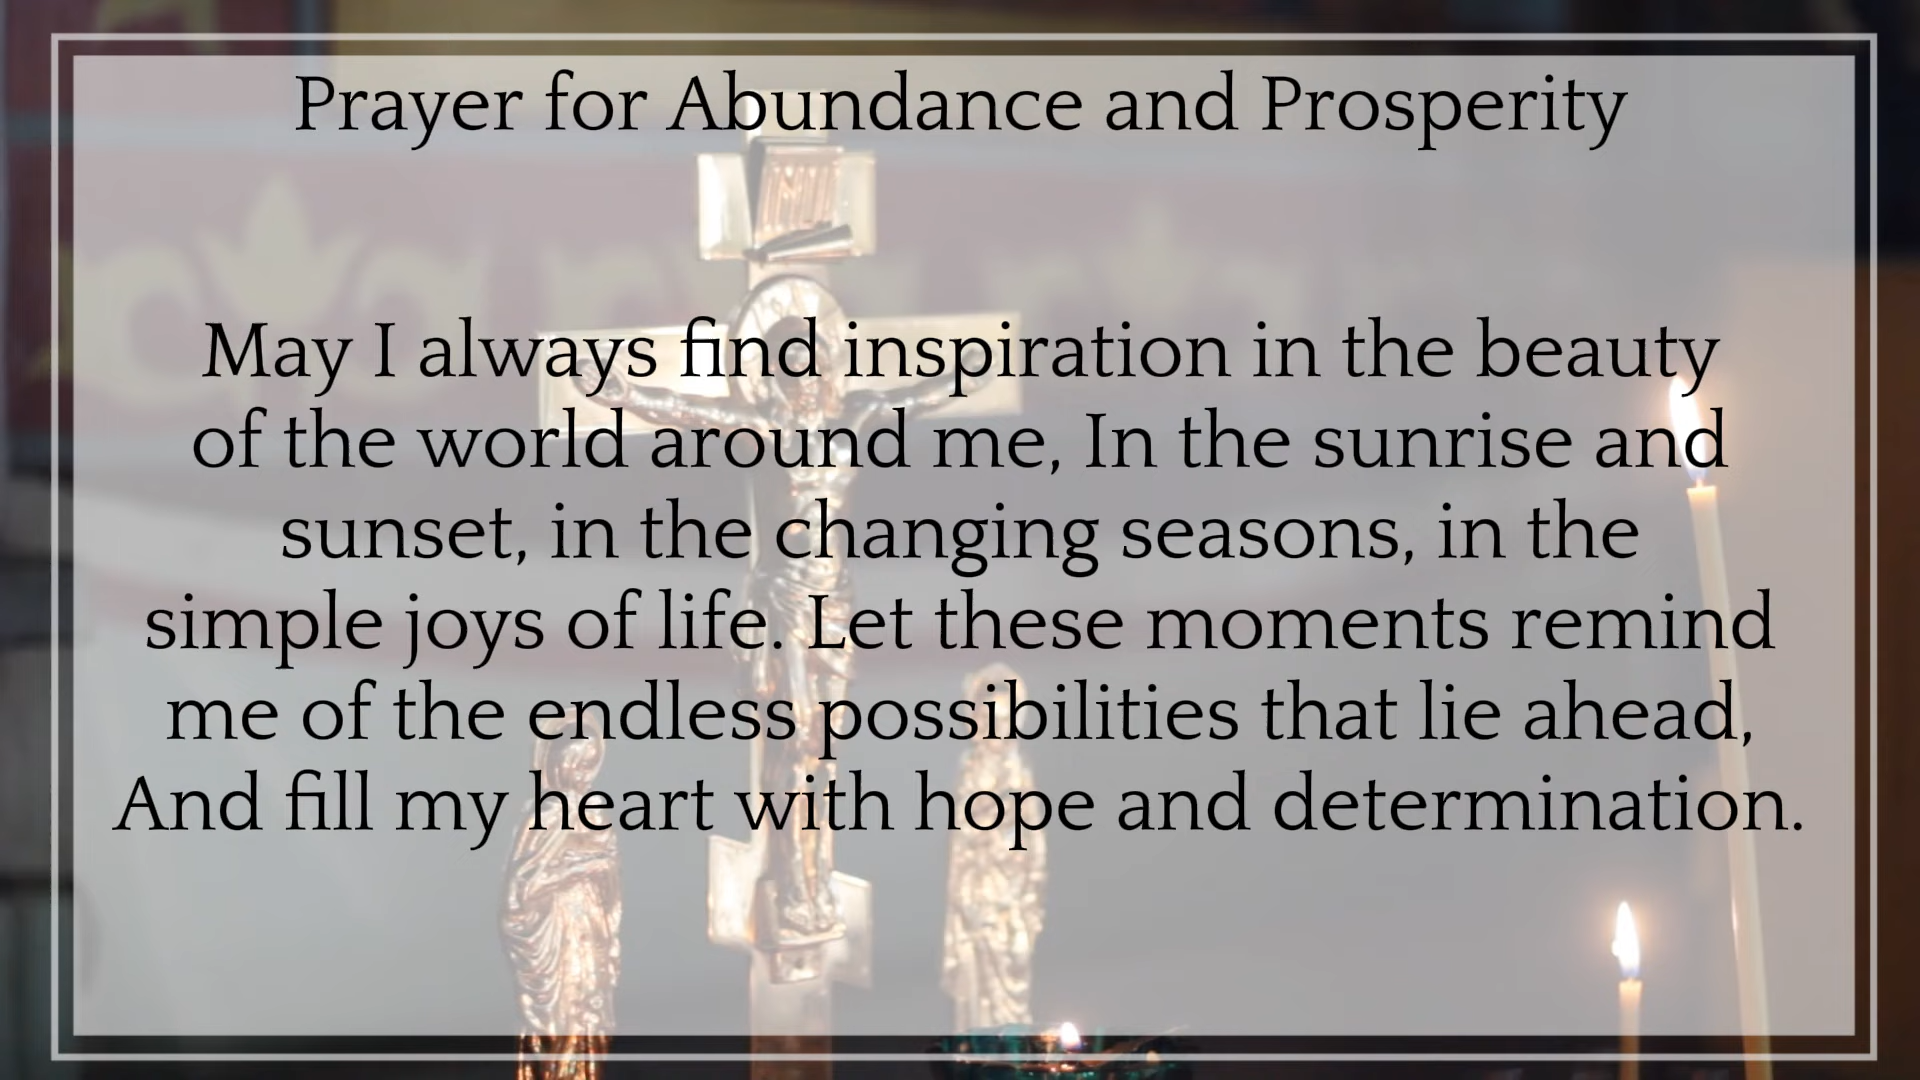 Prayer for Abundance and Prosperity
May I always find inspiration in the beauty
of the world around me, In the sunrise and
sunset, in the changing seasons, in the
simple joys of life. Let these moments remind
me of the endless possibilities that lie ahead,
And fill my heart with hope and determination.